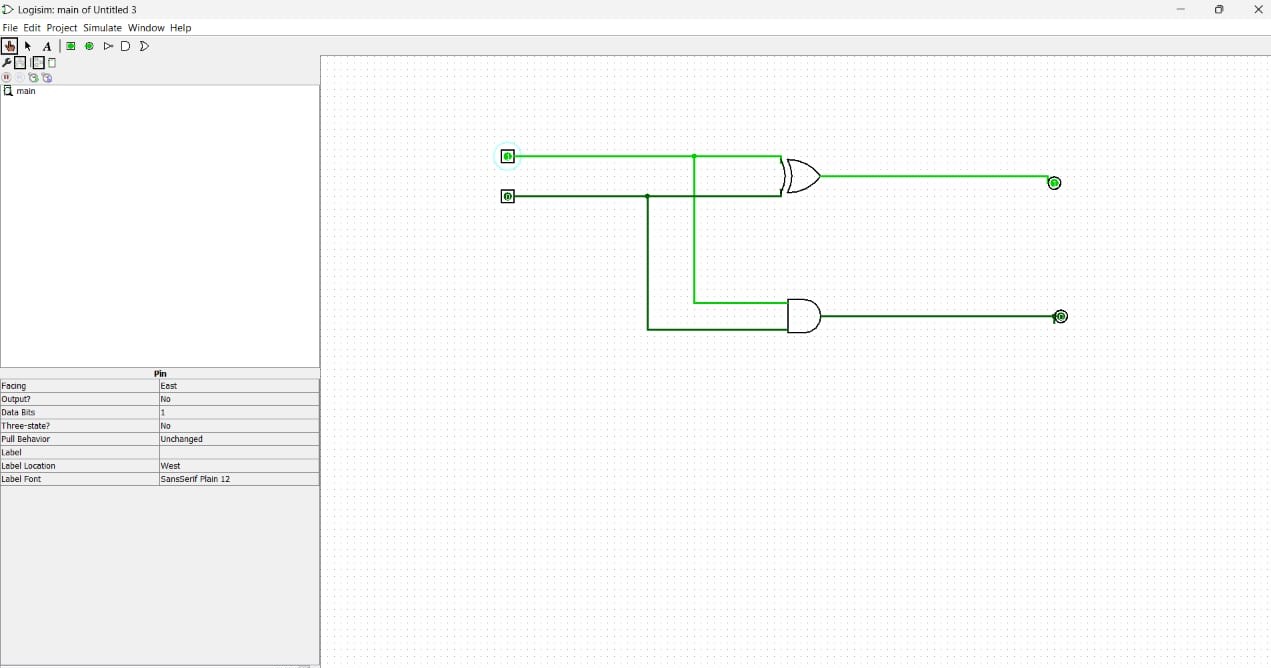 Logisim: main of Untitled 3
File Edit Project Simulate Window Help
A
main
Pin
Facing East
Output? No
Data Bits 1
Three-state? No
Pull Behavior Unchanged
Label
Label Location West
Label Font SansSerif Plain 12
1
1
0
0